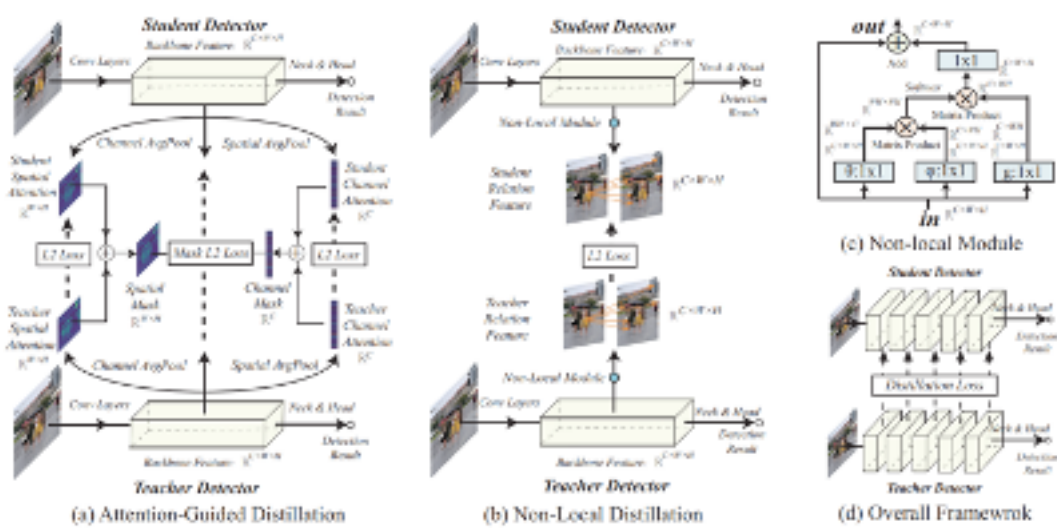 Student Detector
Backbone Feature
Conv Layers
Neck & Head
Detection
Result
Channel AvgPool
Spatial AvgPool
Student
Spatial
Attention
Student
Channel
Attention
L2 Loss
Mask L2 Loss
L2 Loss
Spatial
Mask
Channel
Mask
Teacher
Spatial
Attention
Teacher
Channel
Attention
Channel AvgPool
Spatial AvgPool
Conv Layers
Neck & Head
Detection
Result
Backbone Feature
Teacher Detector
(a) Attention-Guided Distillation
Student Detector
Backbone Feature
Conv Layers
Neck & Head
Detection
Result
Non-Local Module
Student
Relation
Feature
L2 Loss
Teacher
Relation
Feature
Non-Local Module
Conv Layers
Neck & Head
Detection
Result
Backbone Feature
Teacher Detector
(b) Non-Local Distillation
out
Add
1x1
Softmax
Matrix Product
Matrix Product
θ:1x1
φ:1x1
g:1x1
in
(c) Non-local Module
Student Detector
Neck & Head
Detection
Result
Distillation Loss
Neck & Head
Detection
Result
Teacher Detector
(d) Overall Framewrok